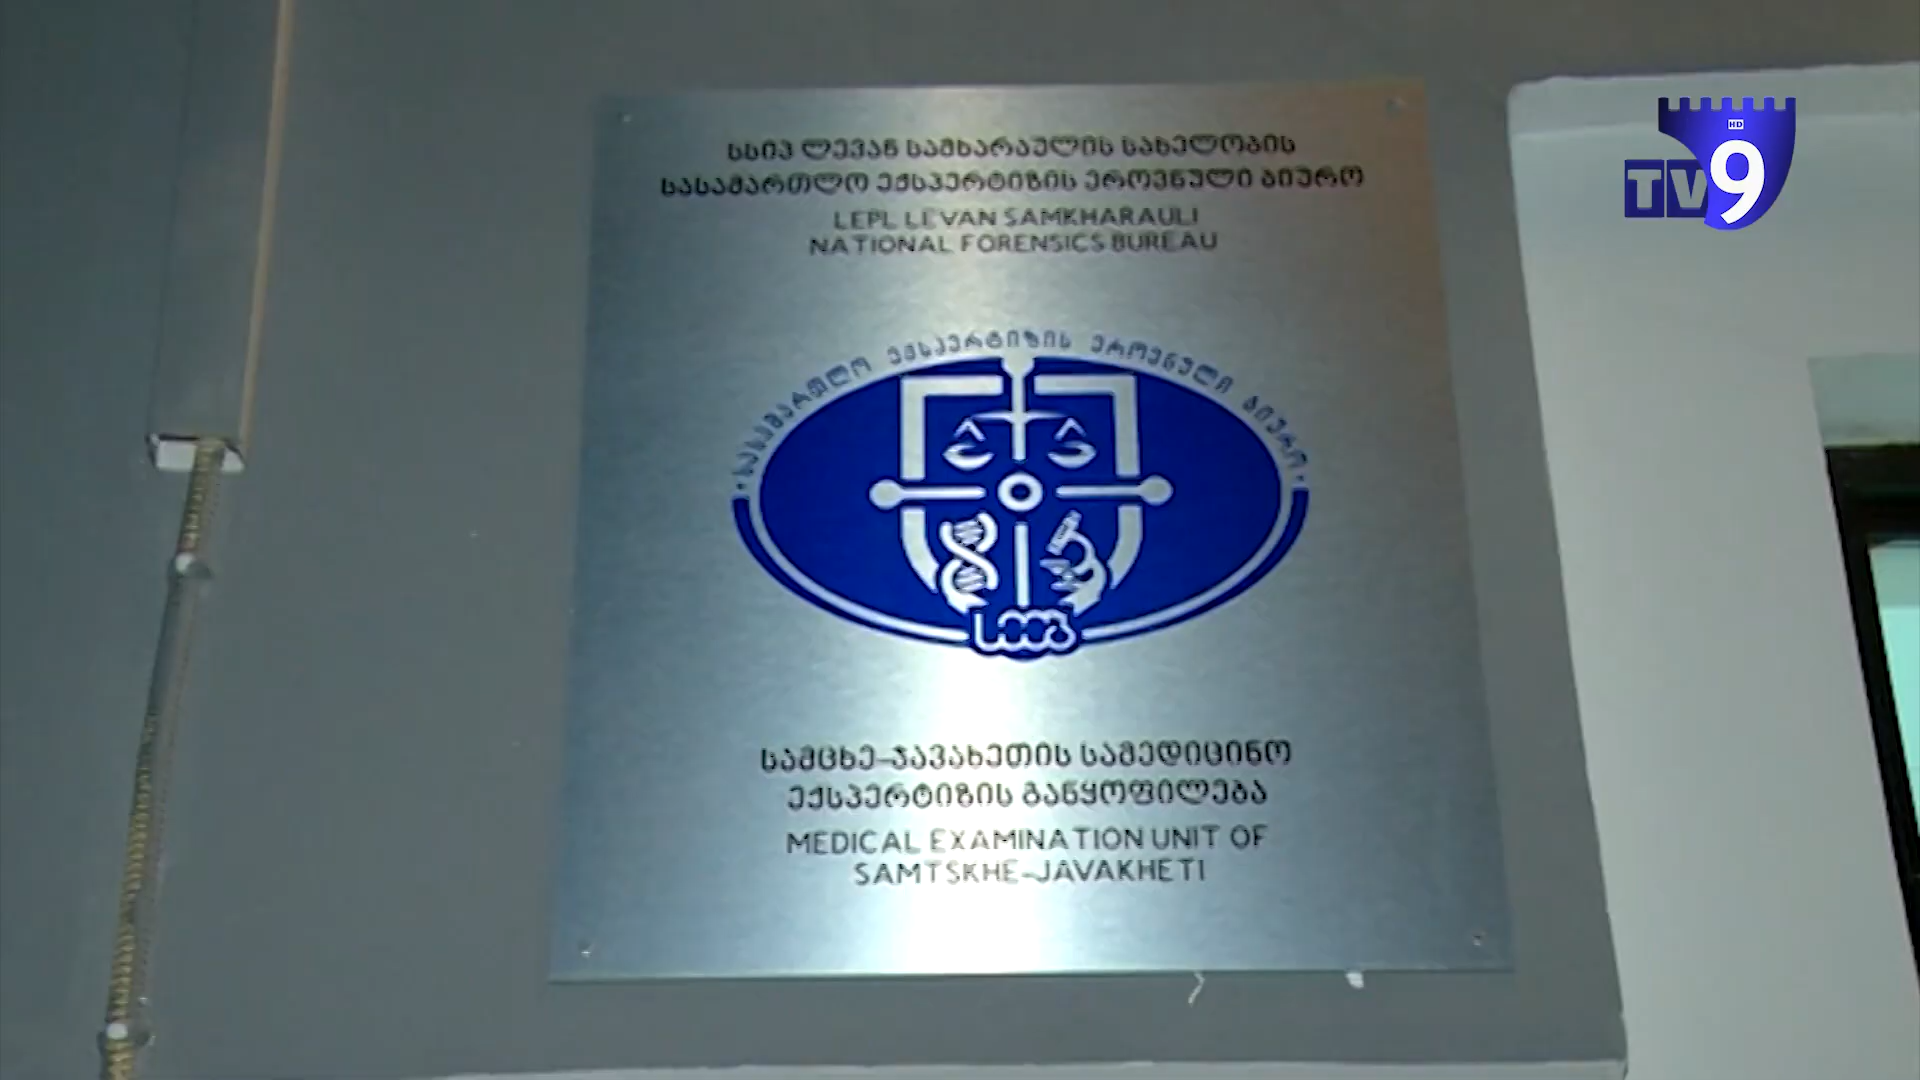 სსიპ ლევან სამხარაულის სახელობის
სასამართლო ექსპერტიზის ეროვნული ბიურო
LEPL LEVAN SAMKHARAULI
NATIONAL FORENSICS BUREAU
HD
TV9
· სასამართლო ექსპერტიზის ეროვნული ბიურო ·
სამცხე-ჯავახეთის სამედიცინო
ექსპერტიზის განყოფილება
MEDICAL EXAMINATION UNIT OF
SAMTSKHE-JAVAKHETI